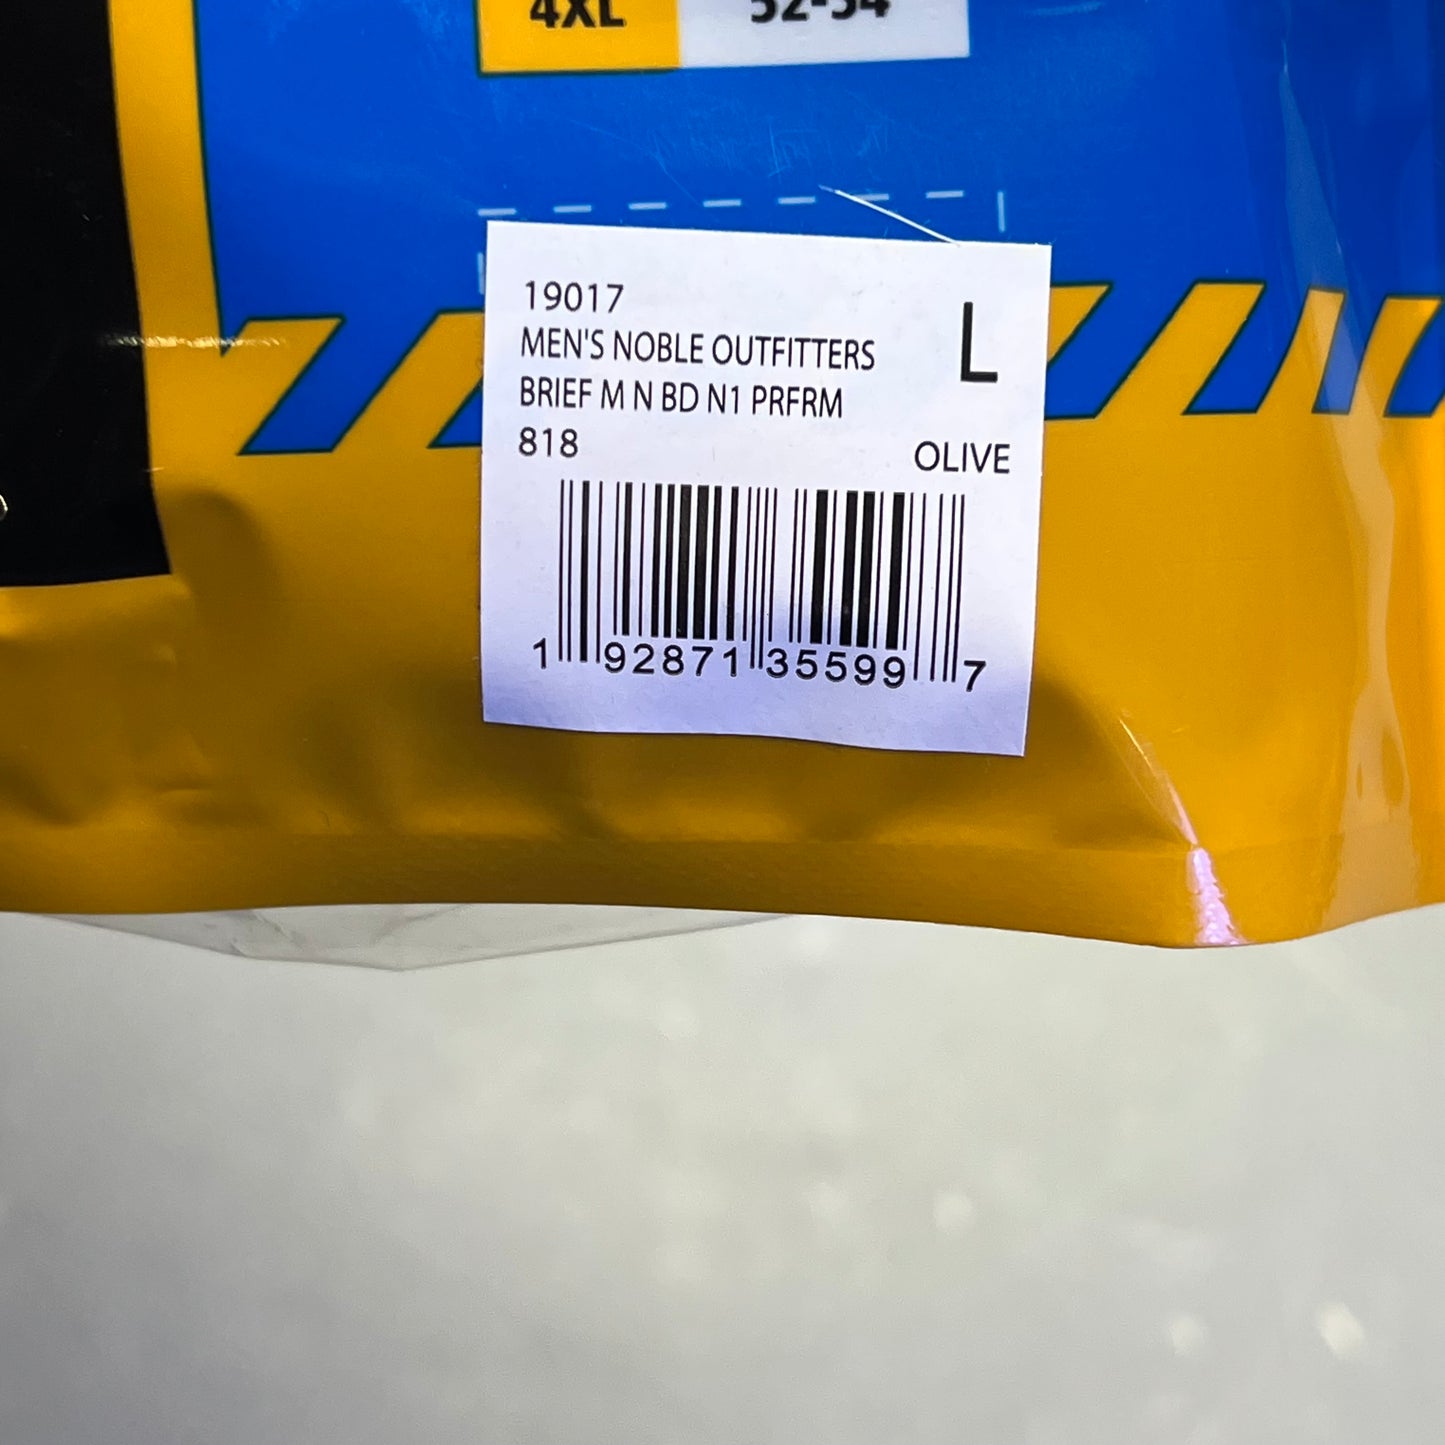 4XL 52-54
19017
L
MEN'S NOBLE OUTFITTERS
BRIEF M N BD N1 PRFRM
818
OLIVE
1 92871 35599 7